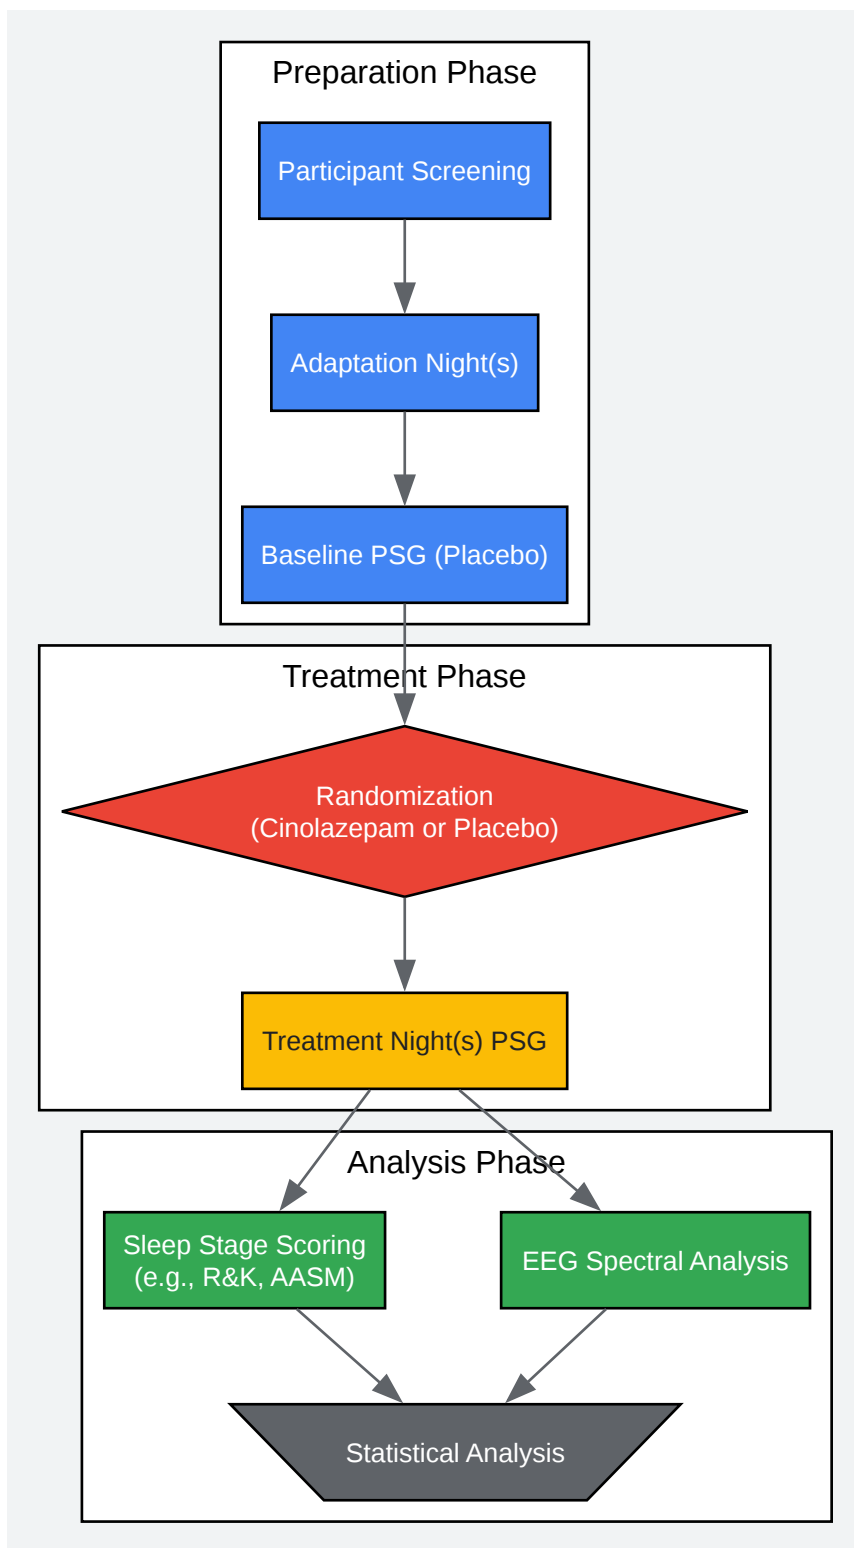 Preparation Phase
Participant Screening
Adaptation Night(s)
Baseline PSG (Placebo)
Treatment Phase
Randomization
(Cinolazepam or Placebo)
Treatment Night(s) PSG
Analysis Phase
Sleep Stage Scoring
(e.g., R&K, AASM)
EEG Spectral Analysis
Statistical Analysis